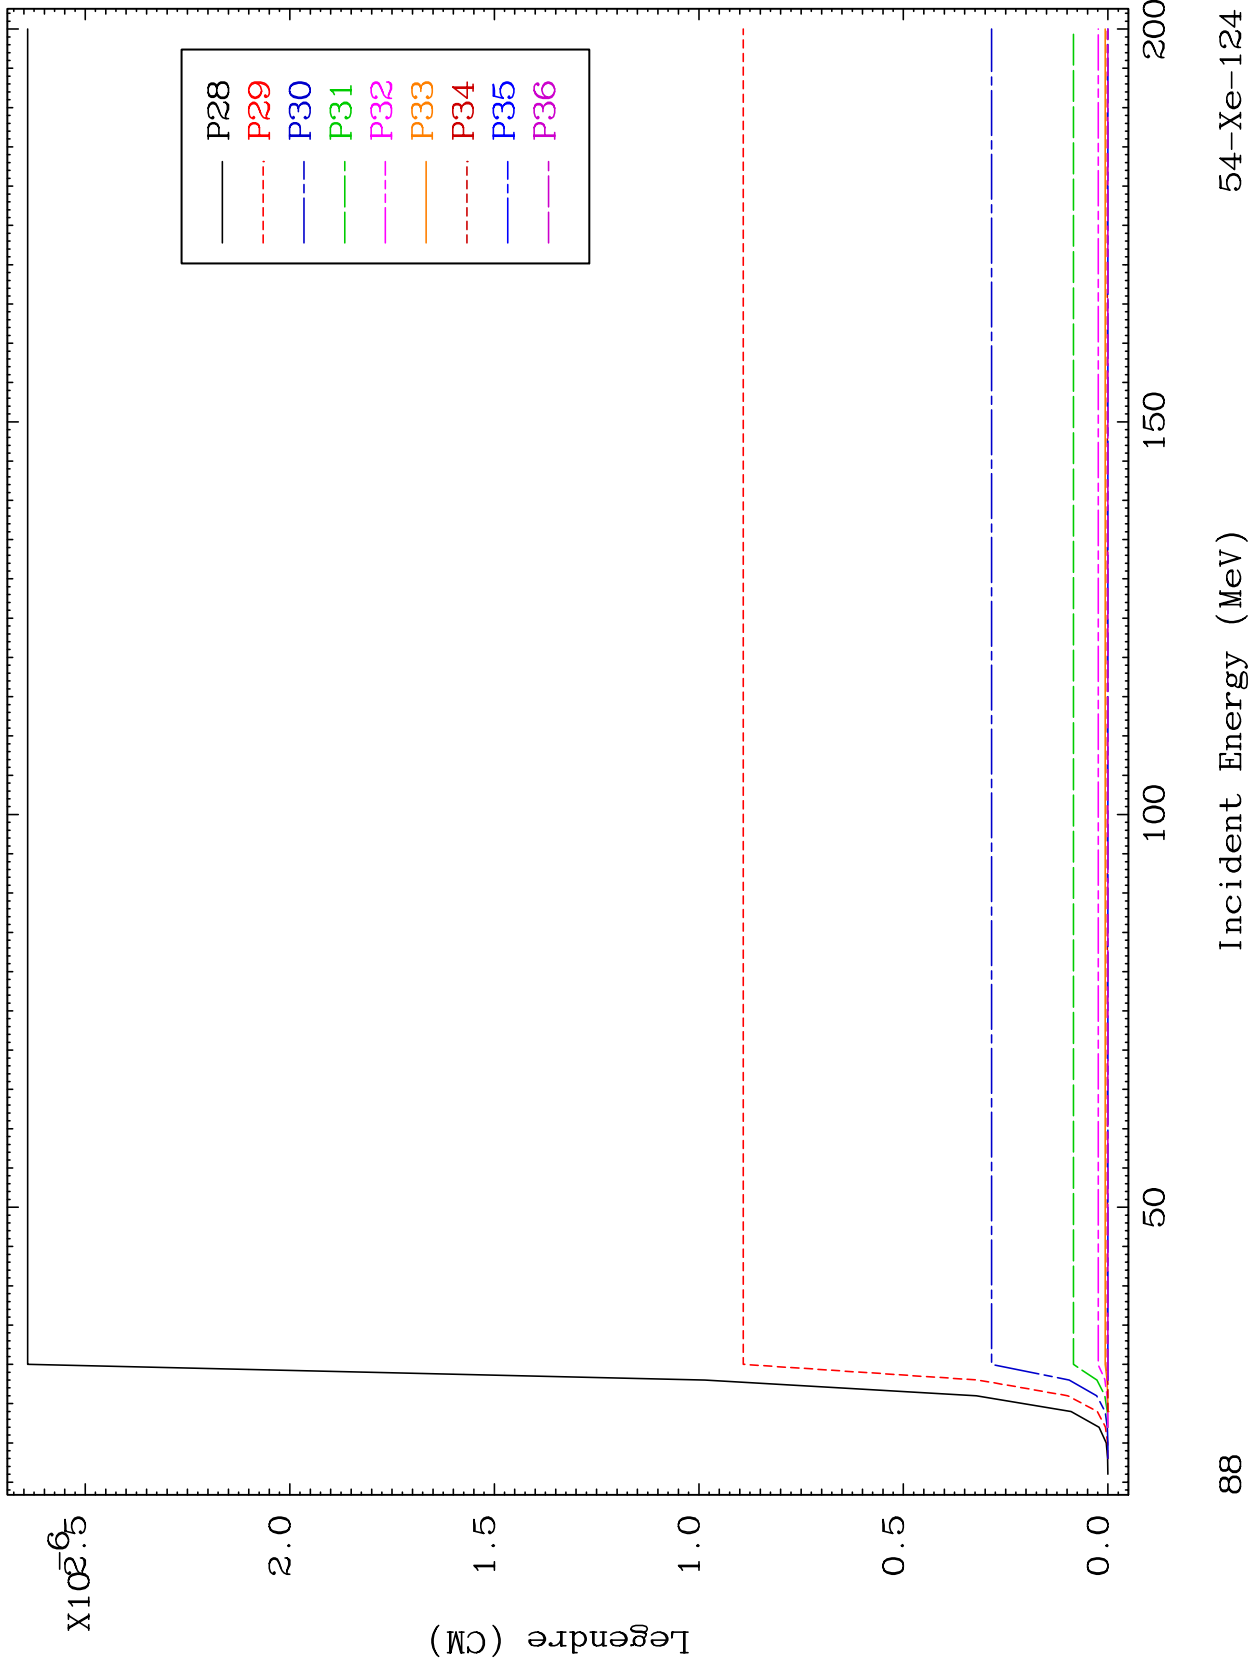 X10-6
2.5
2.0
1.5
1.0
0.5
0.0
Legendre (CM)
P28
P29
P30
P31
P32
P33
P34
P35
P36
50
100
150
200
88
Incident Energy (MeV)
54-Xe-124